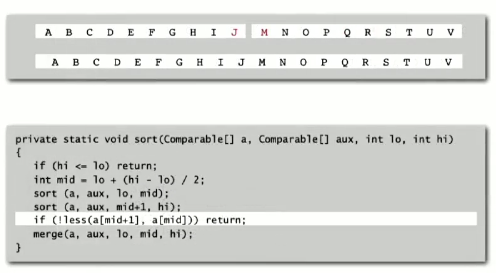 A B C D E F G H I J M N O P Q R S T U V
A B C D E F G H I J M N O P Q R S T U V
private static void sort(Comparable[] a, Comparable[] aux, int lo, int hi)
{
if (hi <= lo) return;
int mid = lo + (hi - lo) / 2;
sort (a, aux, lo, mid);
sort (a, aux, mid+1, hi);
if (!less(a[mid+1], a[mid])) return;
merge(a, aux, lo, mid, hi);
}